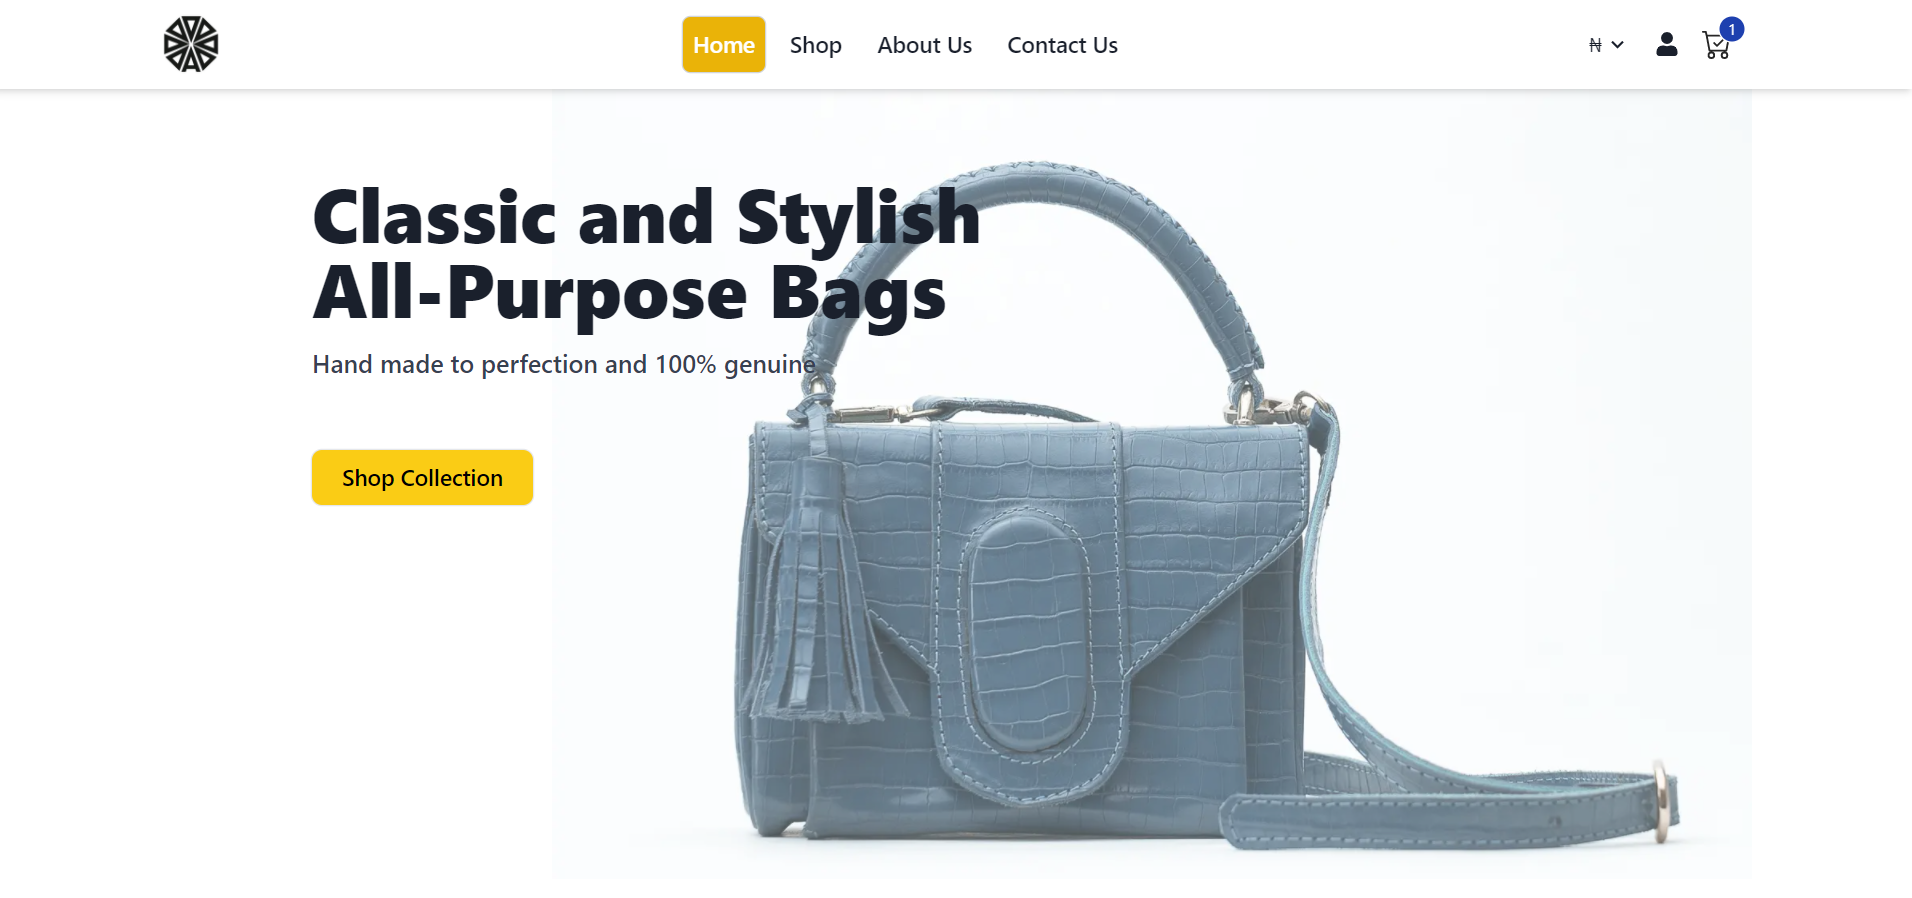 Home
Shop
About Us
Contact Us
₦
1
Classic and Stylish
All-Purpose Bags
Hand made to perfection and 100% genuine
Shop Collection